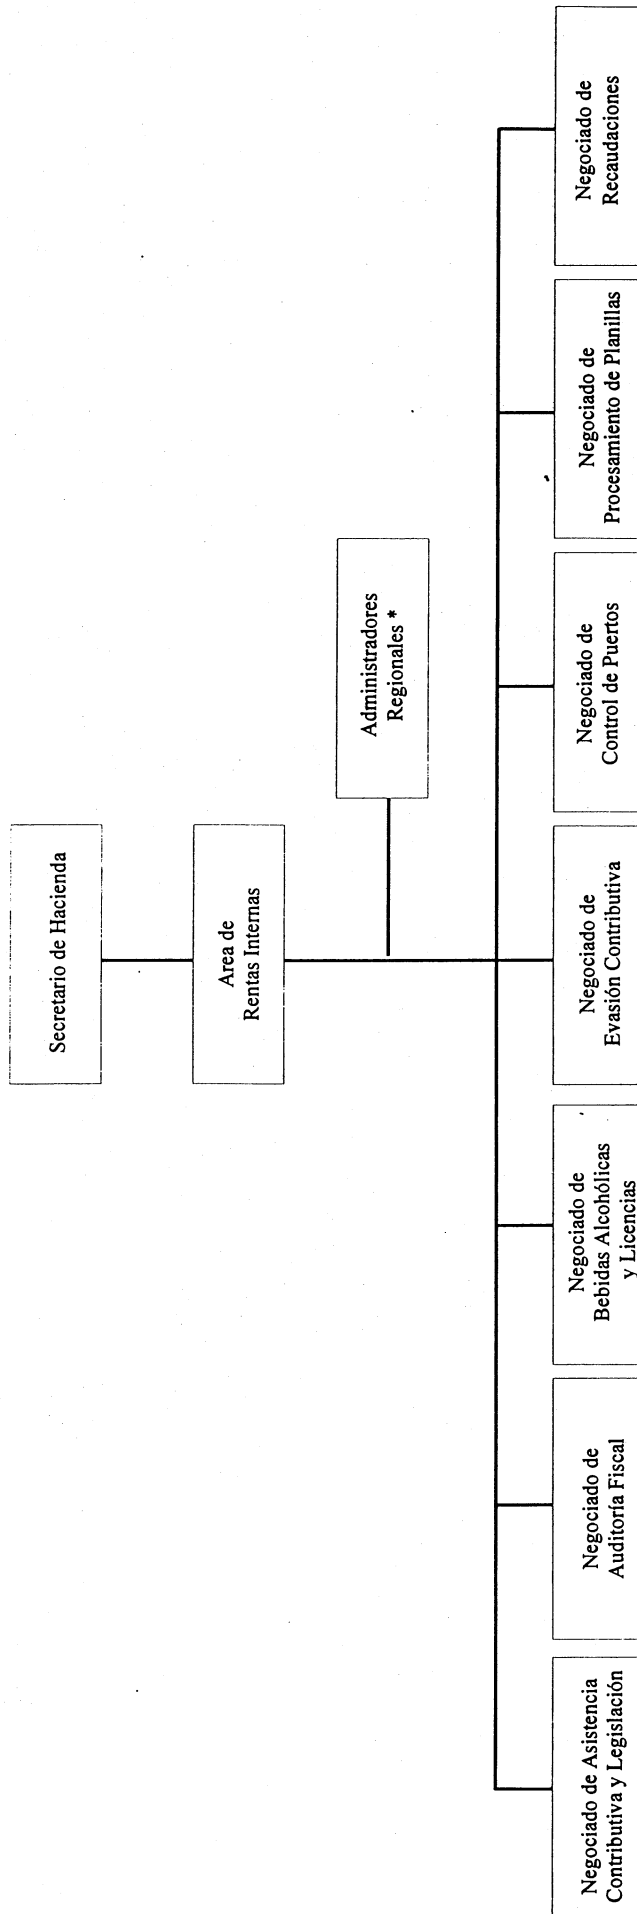 Secretario de Hacienda
Area de
Rentas Internas
Administradores
Regionales *
Negociado de Asistencia
Contributiva y Legislación
Negociado de
Auditoría Fiscal
Negociado de
Bebidas Alcohólicas
y Licencias
Negociado de
Evasión Contributiva
Negociado de
Control de Puertos
Negociado de
Procesamiento de Planillas
Negociado de
Recaudaciones